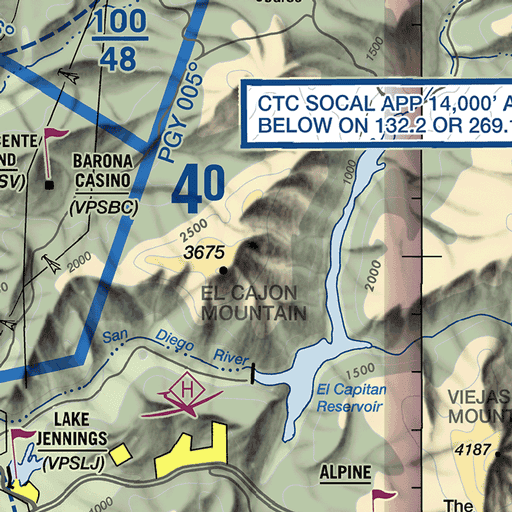 100
48
1500
CTC SOCAL APP 14,000' A
BELOW ON 132.2 OR 269.1
PGY 005°
CENTE
ND
SV)
BARONA
CASINO
(VPSBC)
40
1000
2500
3675
2000
2000
EL CAJON
MOUNTAIN
San Diego River
1500
El Capitan
Reservoir
VIEJAS
MOUNT
H
LAKE
JENNINGS
(VPSLJ)
4187
ALPINE
1000
The